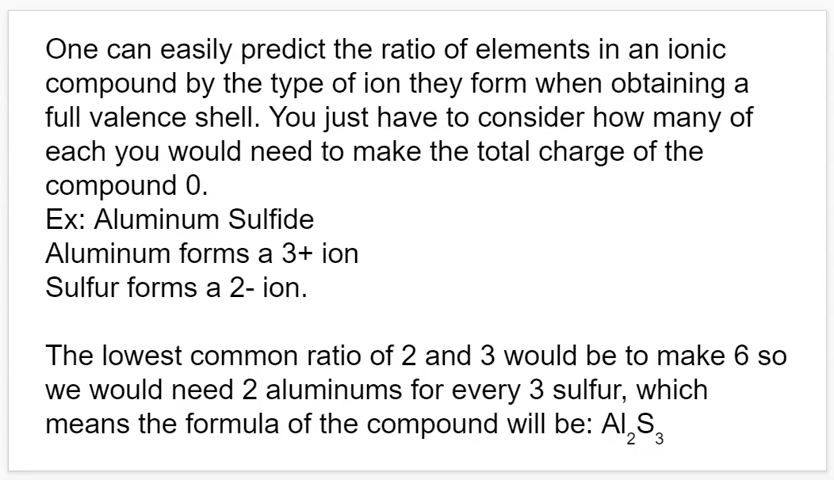 One can easily predict the ratio of elements in an ionic
compound by the type of ion they form when obtaining a
full valence shell. You just have to consider how many of
each you would need to make the total charge of the
compound 0.
Ex: Aluminum Sulfide
Aluminum forms a 3+ ion
Sulfur forms a 2- ion.
The lowest common ratio of 2 and 3 would be to make 6 so
we would need 2 aluminums for every 3 sulfur, which
means the formula of the compound will be: Al₂S₃